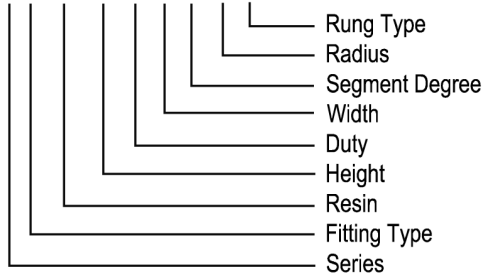 Rung Type
Radius
Segment Degree
Width
Duty
Height
Resin
Fitting Type
Series